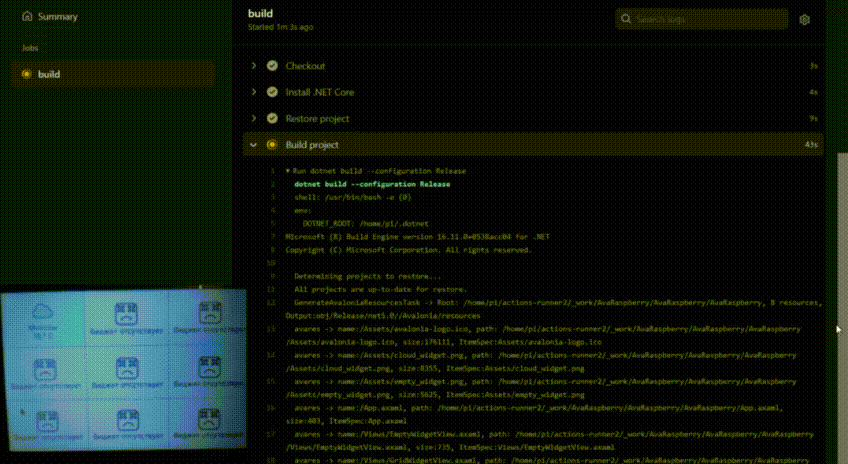 Summary
Jobs
build
build
Started 1m 3s ago
Search logs
Checkout
3s
Install .NET Core
4s
Restore project
9s
Build project
43s
1 ▾ Run dotnet build --configuration Release
2 dotnet build --configuration Release
3 shell: /usr/bin/bash -e {0}
4 env:
5 DOTNET_ROOT: /home/pi/.dotnet
7 Microsoft (R) Build Engine version 16.11.0+0538acc04 for .NET
8 Copyright (C) Microsoft Corporation. All rights reserved.
10
9 Determining projects to restore...
11 All projects are up-to-date for restore.
12 GenerateAvaloniaResourcesTask -> Root: /home/pi/actions-runner2/_work/AvaRaspberry/AvaRaspberry/AvaRaspberry, 8 resources,
Output:obj/Release/net5.0//Avalonia/resources
13 avares -> name:/Assets/avalonia-logo.ico, path: /home/pi/actions-runner2/_work/AvaRaspberry/AvaRaspberry/AvaRaspberry
/Assets/avalonia-logo.ico, size:176111, ItemSpec:Assets/avalonia-logo.ico
14 avares -> name:/Assets/cloud_widget.png, path: /home/pi/actions-runner2/_work/AvaRaspberry/AvaRaspberry/AvaRaspberry
/Assets/cloud_widget.png, size:8355, ItemSpec:Assets/cloud_widget.png
15 avares -> name:/Assets/empty_widget.png, path: /home/pi/actions-runner2/_work/AvaRaspberry/AvaRaspberry/AvaRaspberry
/Assets/empty_widget.png, size:5625, ItemSpec:Assets/empty_widget.png
16 avares -> name:/App.axaml, path: /home/pi/actions-runner2/_work/AvaRaspberry/AvaRaspberry/AvaRaspberry/App.axaml,
size:403, ItemSpec:App.axaml
17 avares -> name:/Views/EmptyWidgetView.axaml, path: /home/pi/actions-runner2/_work/AvaRaspberry/AvaRaspberry/AvaRaspberry
/Views/EmptyWidgetView.axaml, size:735, ItemSpec:Views/EmptyWidgetView.axaml
18 avares -> name:/Views/GridWidgetView.axaml, path: /home/pi/actions-runner2/_work/AvaRaspberry/AvaRaspberry/AvaRaspberry
Виджет отсутствует
Виджет отсутствует
Виджет отсутствует
Виджет отсутствует
Виджет отсутствует
Виджет отсутствует
Виджет отсутствует
Виджет отсутствует